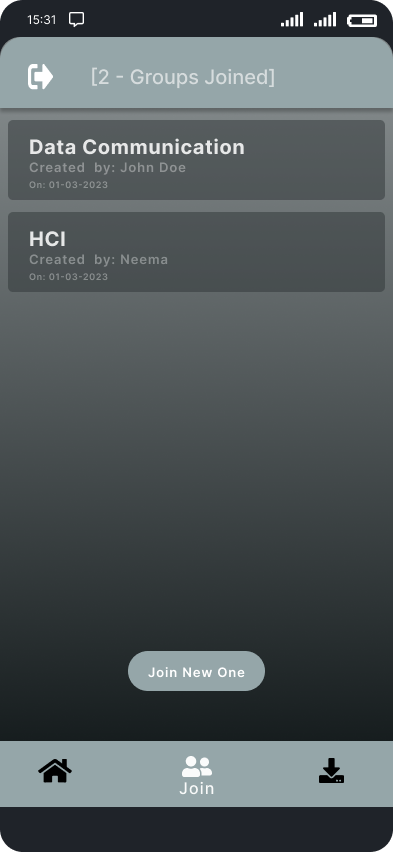 15:31
[2 - Groups Joined]
Data Communication
Created by: John Doe
On: 01-03-2023
HCI
Created by: Neema
On: 01-03-2023
Join New One
Join